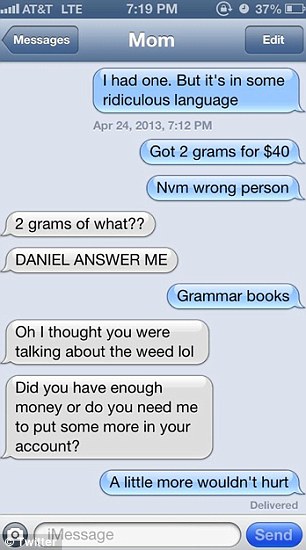 AT&T LTE 7:19 PM 37%
Messages Mom Edit
I had one. But it's in some
ridiculous language
Apr 24, 2013, 7:12 PM
Got 2 grams for $40
Nvm wrong person
2 grams of what??
DANIEL ANSWER ME
Grammar books
Oh I thought you were
talking about the weed lol
Did you have enough
money or do you need me
to put some more in your
account?
A little more wouldn't hurt
Delivered
iMessage Send
© Twitter